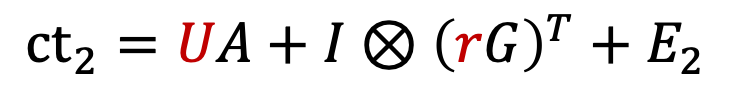 ct₂ = UA + I ⊗ (rG)ᵀ + E₂